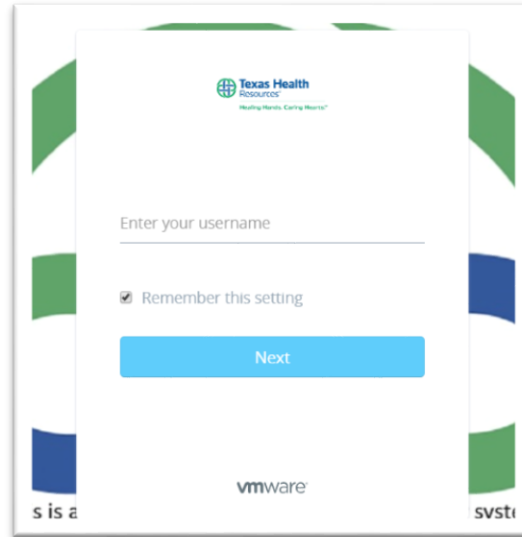 Texas Health
Resources®
Healing Hands. Caring Hearts.®
Enter your username
Remember this setting
Next
vmware®
s is a
syste